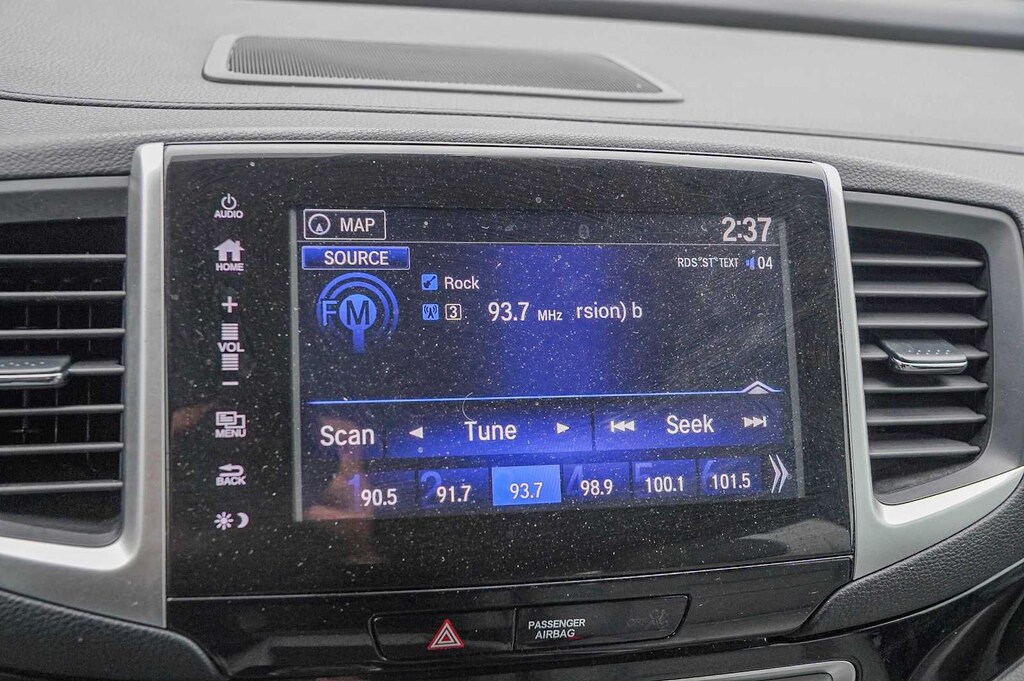 AUDIO
HOME
+
VOL
−
MENU
BACK
MAP
2:37
SOURCE
RDS"ST"TEXT 04
FM
Rock
3 93.7 MHz rsion) b
Scan Tune Seek
1 90.5 2 91.7 93.7 4 98.9 5 100.1 6 101.5
PASSENGER
AIRBAG